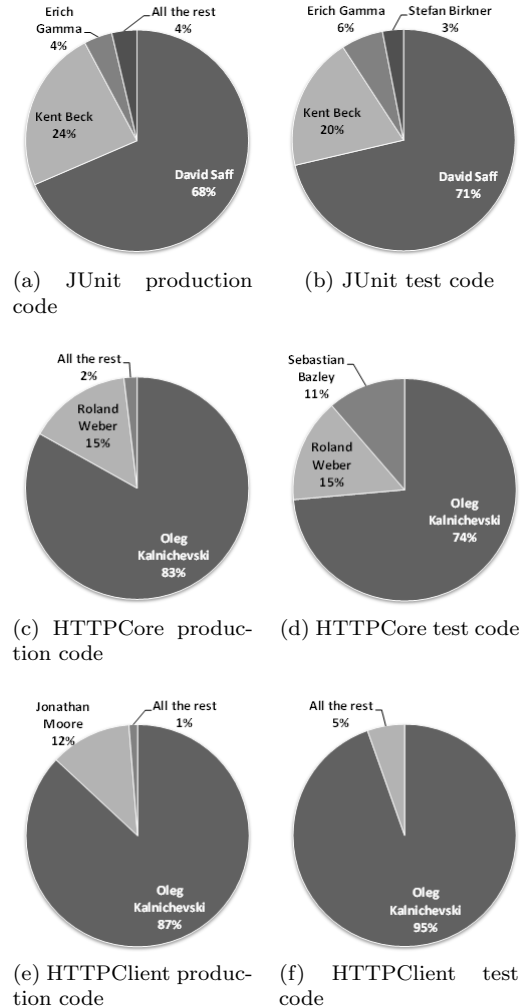 Erich
Gamma
4%
All the rest
4%
Kent Beck
24%
David Saff
68%
(a) JUnit production
code
Erich Gamma
6%
Stefan Birkner
3%
Kent Beck
20%
David Saff
71%
(b) JUnit test code
All the rest
2%
Roland
Weber
15%
Oleg
Kalnichevski
83%
(c) HTTPCore produc-
tion code
Sebastian
Bazley
11%
Roland
Weber
15%
Oleg
Kalnichevski
74%
(d) HTTPCore test code
Jonathan
Moore
12%
All the rest
1%
Oleg
Kalnichevski
87%
(e) HTTPClient produc-
tion code
All the rest
5%
Oleg
Kalnichevski
95%
(f) HTTPClient test
code